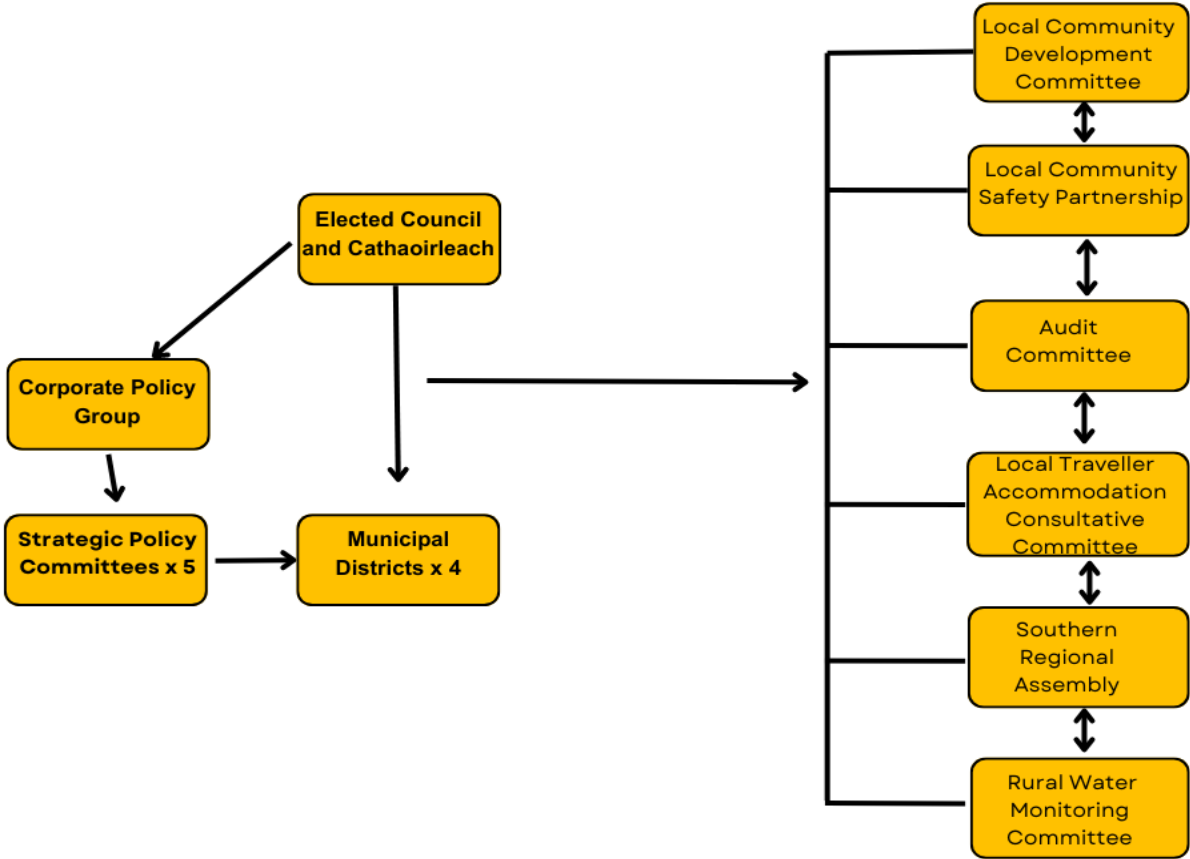 Elected Council
and Cathaoirleach
Corporate Policy
Group
Strategic Policy
Committees x 5
Municipal
Districts x 4
Local Community
Development
Committee
Local Community
Safety Partnership
Audit
Committee
Local Traveller
Accommodation
Consultative
Committee
Southern
Regional
Assembly
Rural Water
Monitoring
Committee